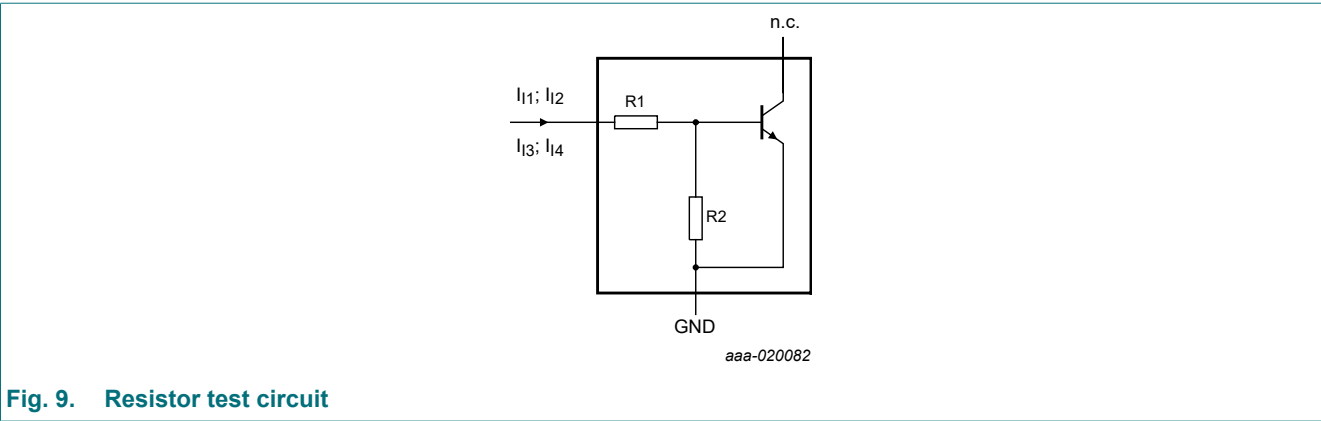 n.c.
I_I1; I_I2
R1
I_I3; I_I4
R2
GND
aaa-020082
Fig. 9. Resistor test circuit